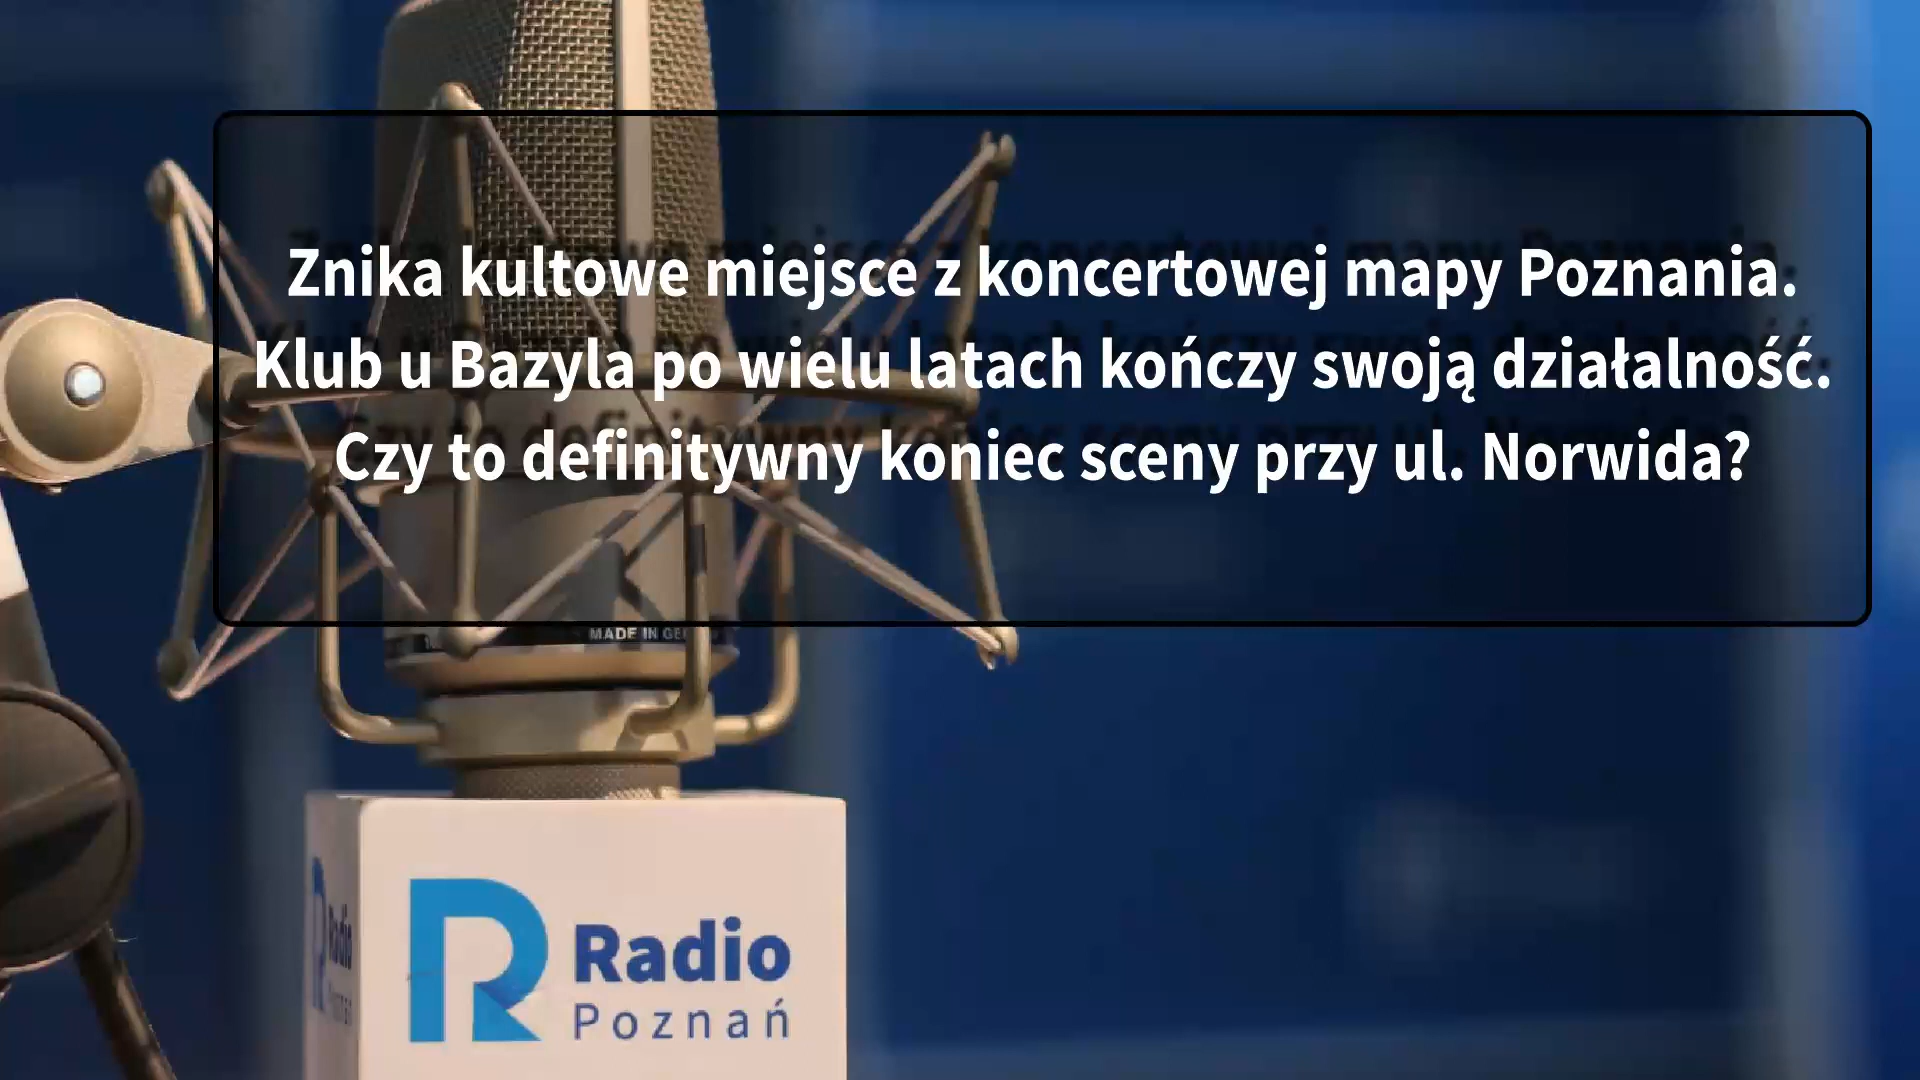 Znika kultowe miejsce z koncertowej mapy Poznania.
Klub u Bazyla po wielu latach kończy swoją działalność.
Czy to definitywny koniec sceny przy ul. Norwida?
MADE IN
Radio
Poznań
Radio